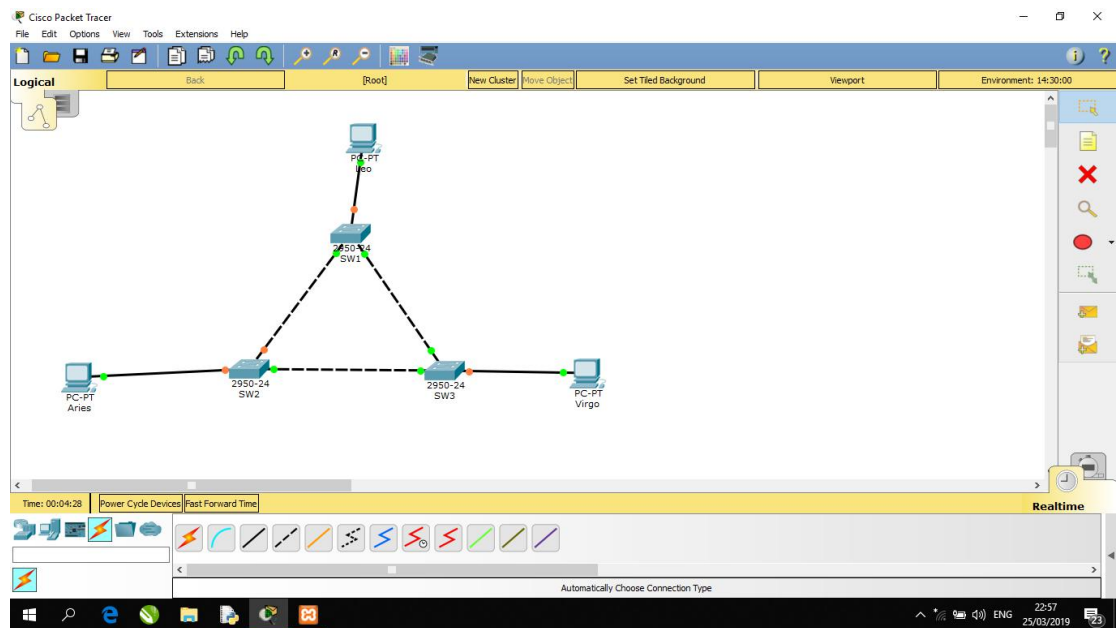 Cisco Packet Tracer
File Edit Options View Tools Extensions Help
Logical Back [Root] New Cluster Move Object Set Tiled Background Viewport Environment: 14:30:00
PC-PT
Leo
2950-24
SW1
2950-24
SW2
2950-24
SW3
PC-PT
Aries
PC-PT
Virgo
Time: 00:04:28 Power Cycle Devices Fast Forward Time Realtime
Automatically Choose Connection Type
ENG 22:57
25/03/2019
23